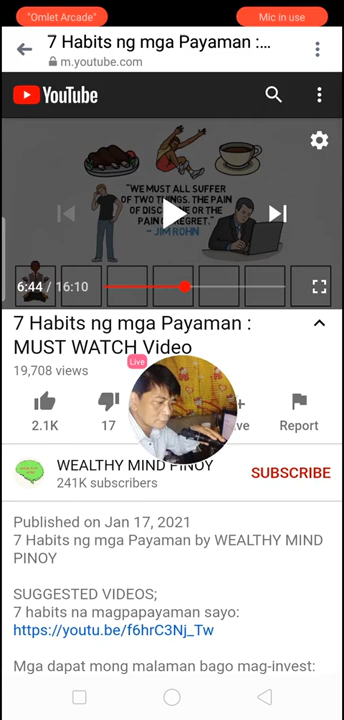 "Omlet Arcade"
Mic in use
7 Habits ng mga Payaman :...
m.youtube.com
YouTube
"WE MUST ALL SUFFER
OF TWO THINGS. THE PAIN
OF DISCIPLINE OR THE
PAIN OF REGRET."
- JIM ROHN
6:44 / 16:10
7 Habits ng mga Payaman :
MUST WATCH Video
19,708 views
Live
2.1K
17
Report
WEALTHY MIND PINOY
241K subscribers
SUBSCRIBE
Published on Jan 17, 2021
7 Habits ng mga Payaman by WEALTHY MIND
PINOY
SUGGESTED VIDEOS;
7 habits na magpapayaman sayo:
https://youtu.be/f6hrC3Nj_Tw
Mga dapat mong malaman bago mag-invest: